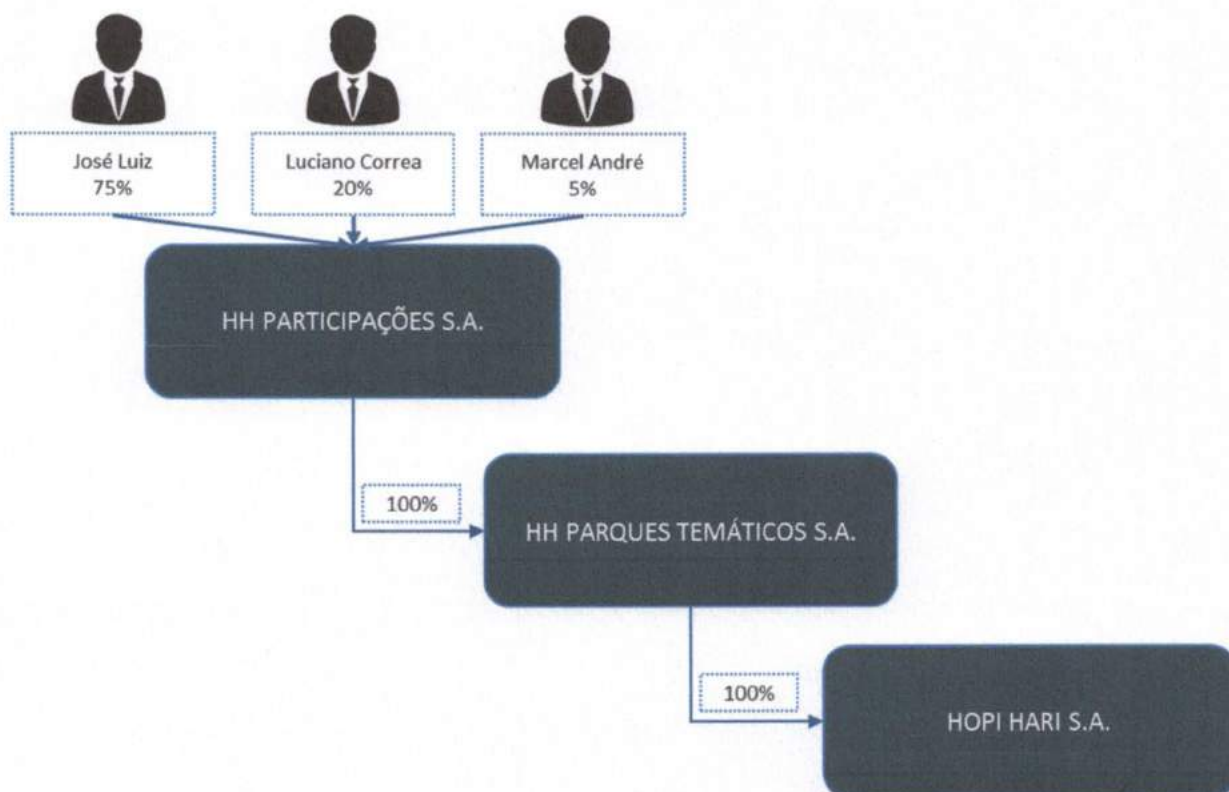 José Luiz
75%
Luciano Correa
20%
Marcel André
5%
HH PARTICIPAÇÕES S.A.
100%
HH PARQUES TEMÁTICOS S.A.
100%
HOPI HARI S.A.